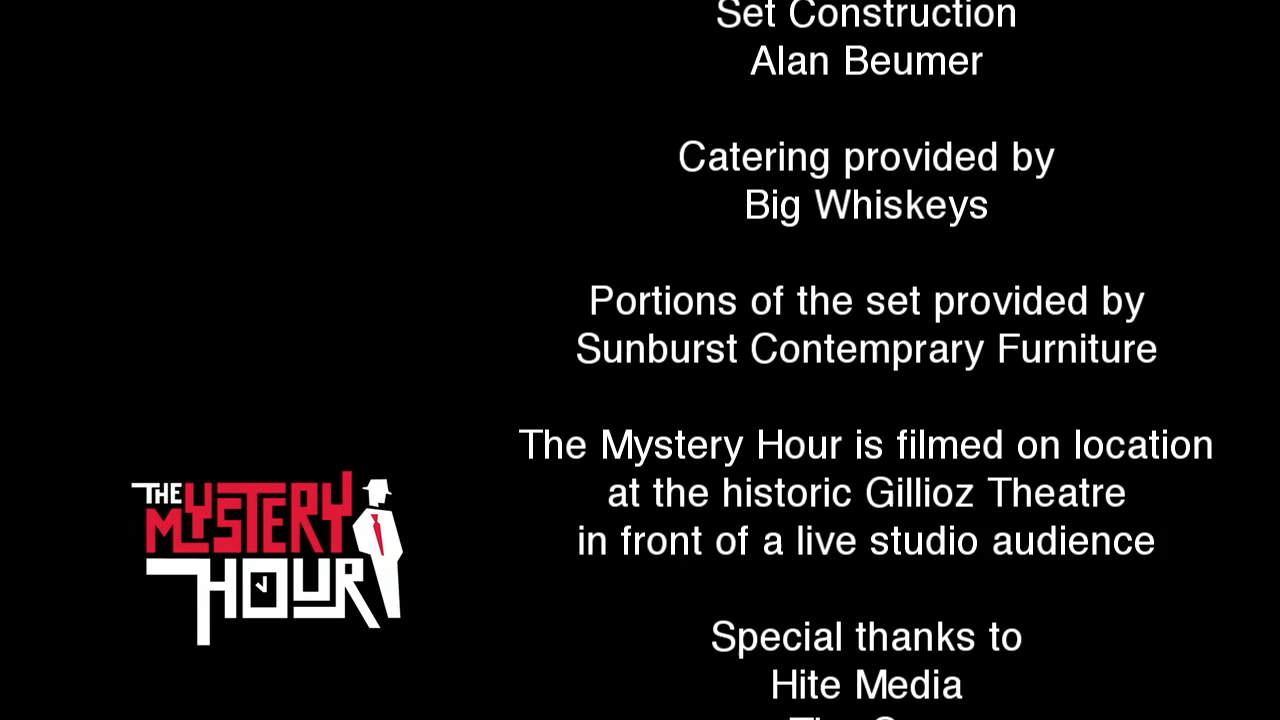 Set Construction
Alan Beumer
Catering provided by
Big Whiskeys
Portions of the set provided by
Sunburst Contemprary Furniture
The Mystery Hour is filmed on location
at the historic Gillioz Theatre
in front of a live studio audience
Special thanks to
Hite Media
THE
MYSTERY
HOUR